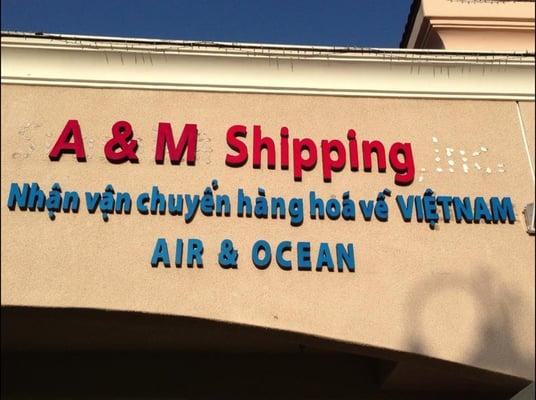 A & M Shipping
Nhận vận chuyển hàng hoá về VIỆTNAM
AIR & OCEAN